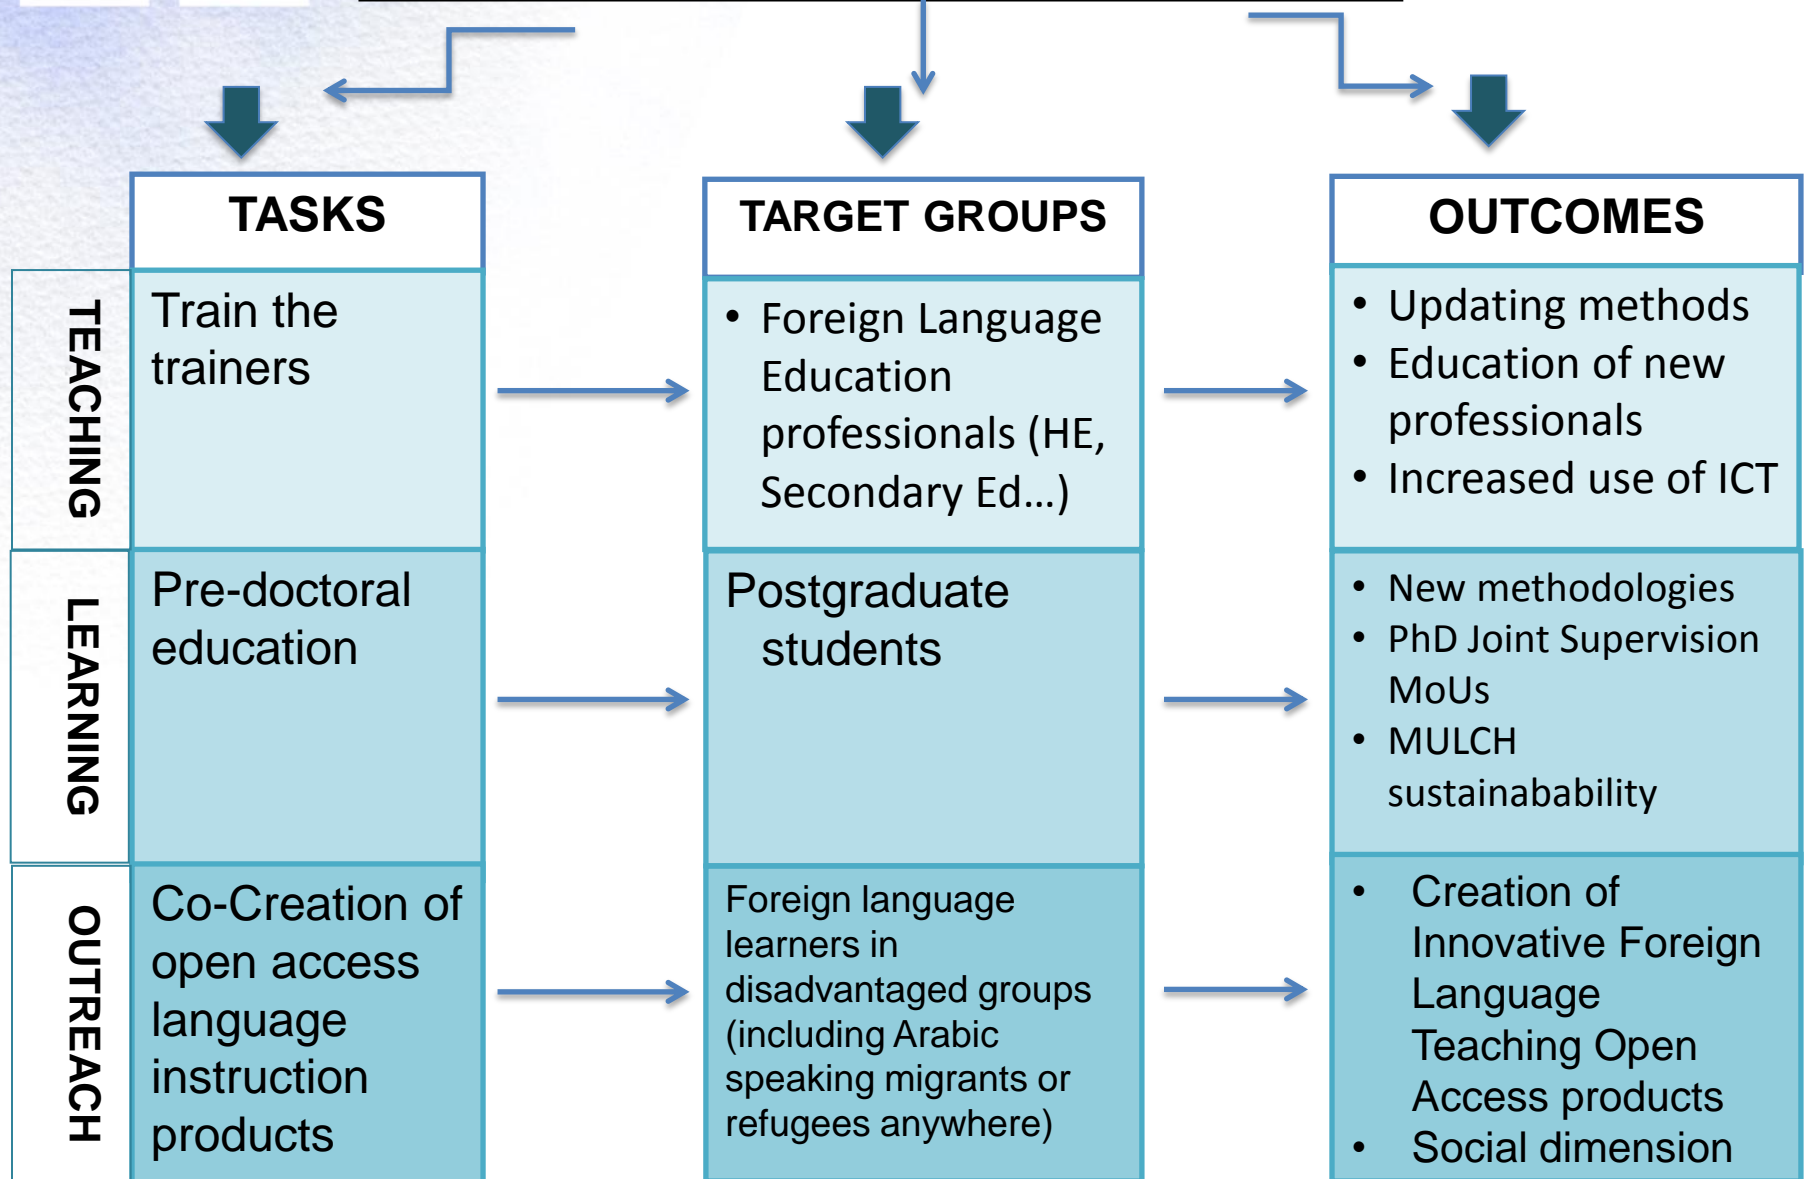 TASKS
TARGET GROUPS
OUTCOMES
TEACHING
Train the
trainers
• Foreign Language
Education
professionals (HE,
Secondary Ed...)
• Updating methods
• Education of new
professionals
• Increased use of ICT
LEARNING
Pre-doctoral
education
Postgraduate
students
• New methodologies
• PhD Joint Supervision
MoUs
• MULCH
sustainabability
OUTREACH
Co-Creation of
open access
language
instruction
products
Foreign language
learners in
disadvantaged groups
(including Arabic
speaking migrants or
refugees anywhere)
• Creation of
Innovative Foreign
Language
Teaching Open
Access products
• Social dimension